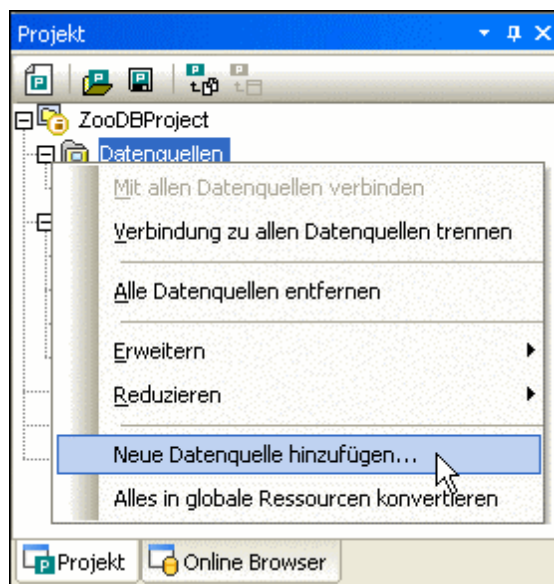 Projekt
ZooDBProject
Datenquellen
Mit allen Datenquellen verbinden
Verbindung zu allen Datenquellen trennen
Alle Datenquellen entfernen
Erweitern
Reduzieren
Neue Datenquelle hinzufügen...
Alles in globale Ressourcen konvertieren
Projekt
Online Browser